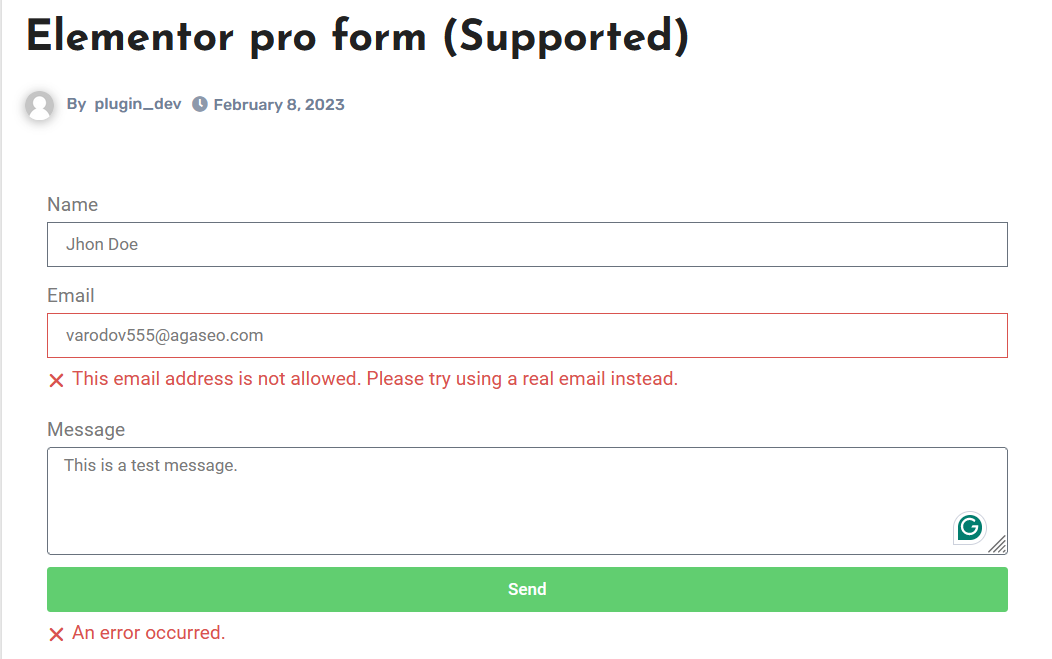 Elementor pro form (Supported)
By plugin_dev February 8, 2023
Name
Jhon Doe
Email
varodov555@agaseo.com
This email address is not allowed. Please try using a real email instead.
Message
This is a test message.
Send
An error occurred.